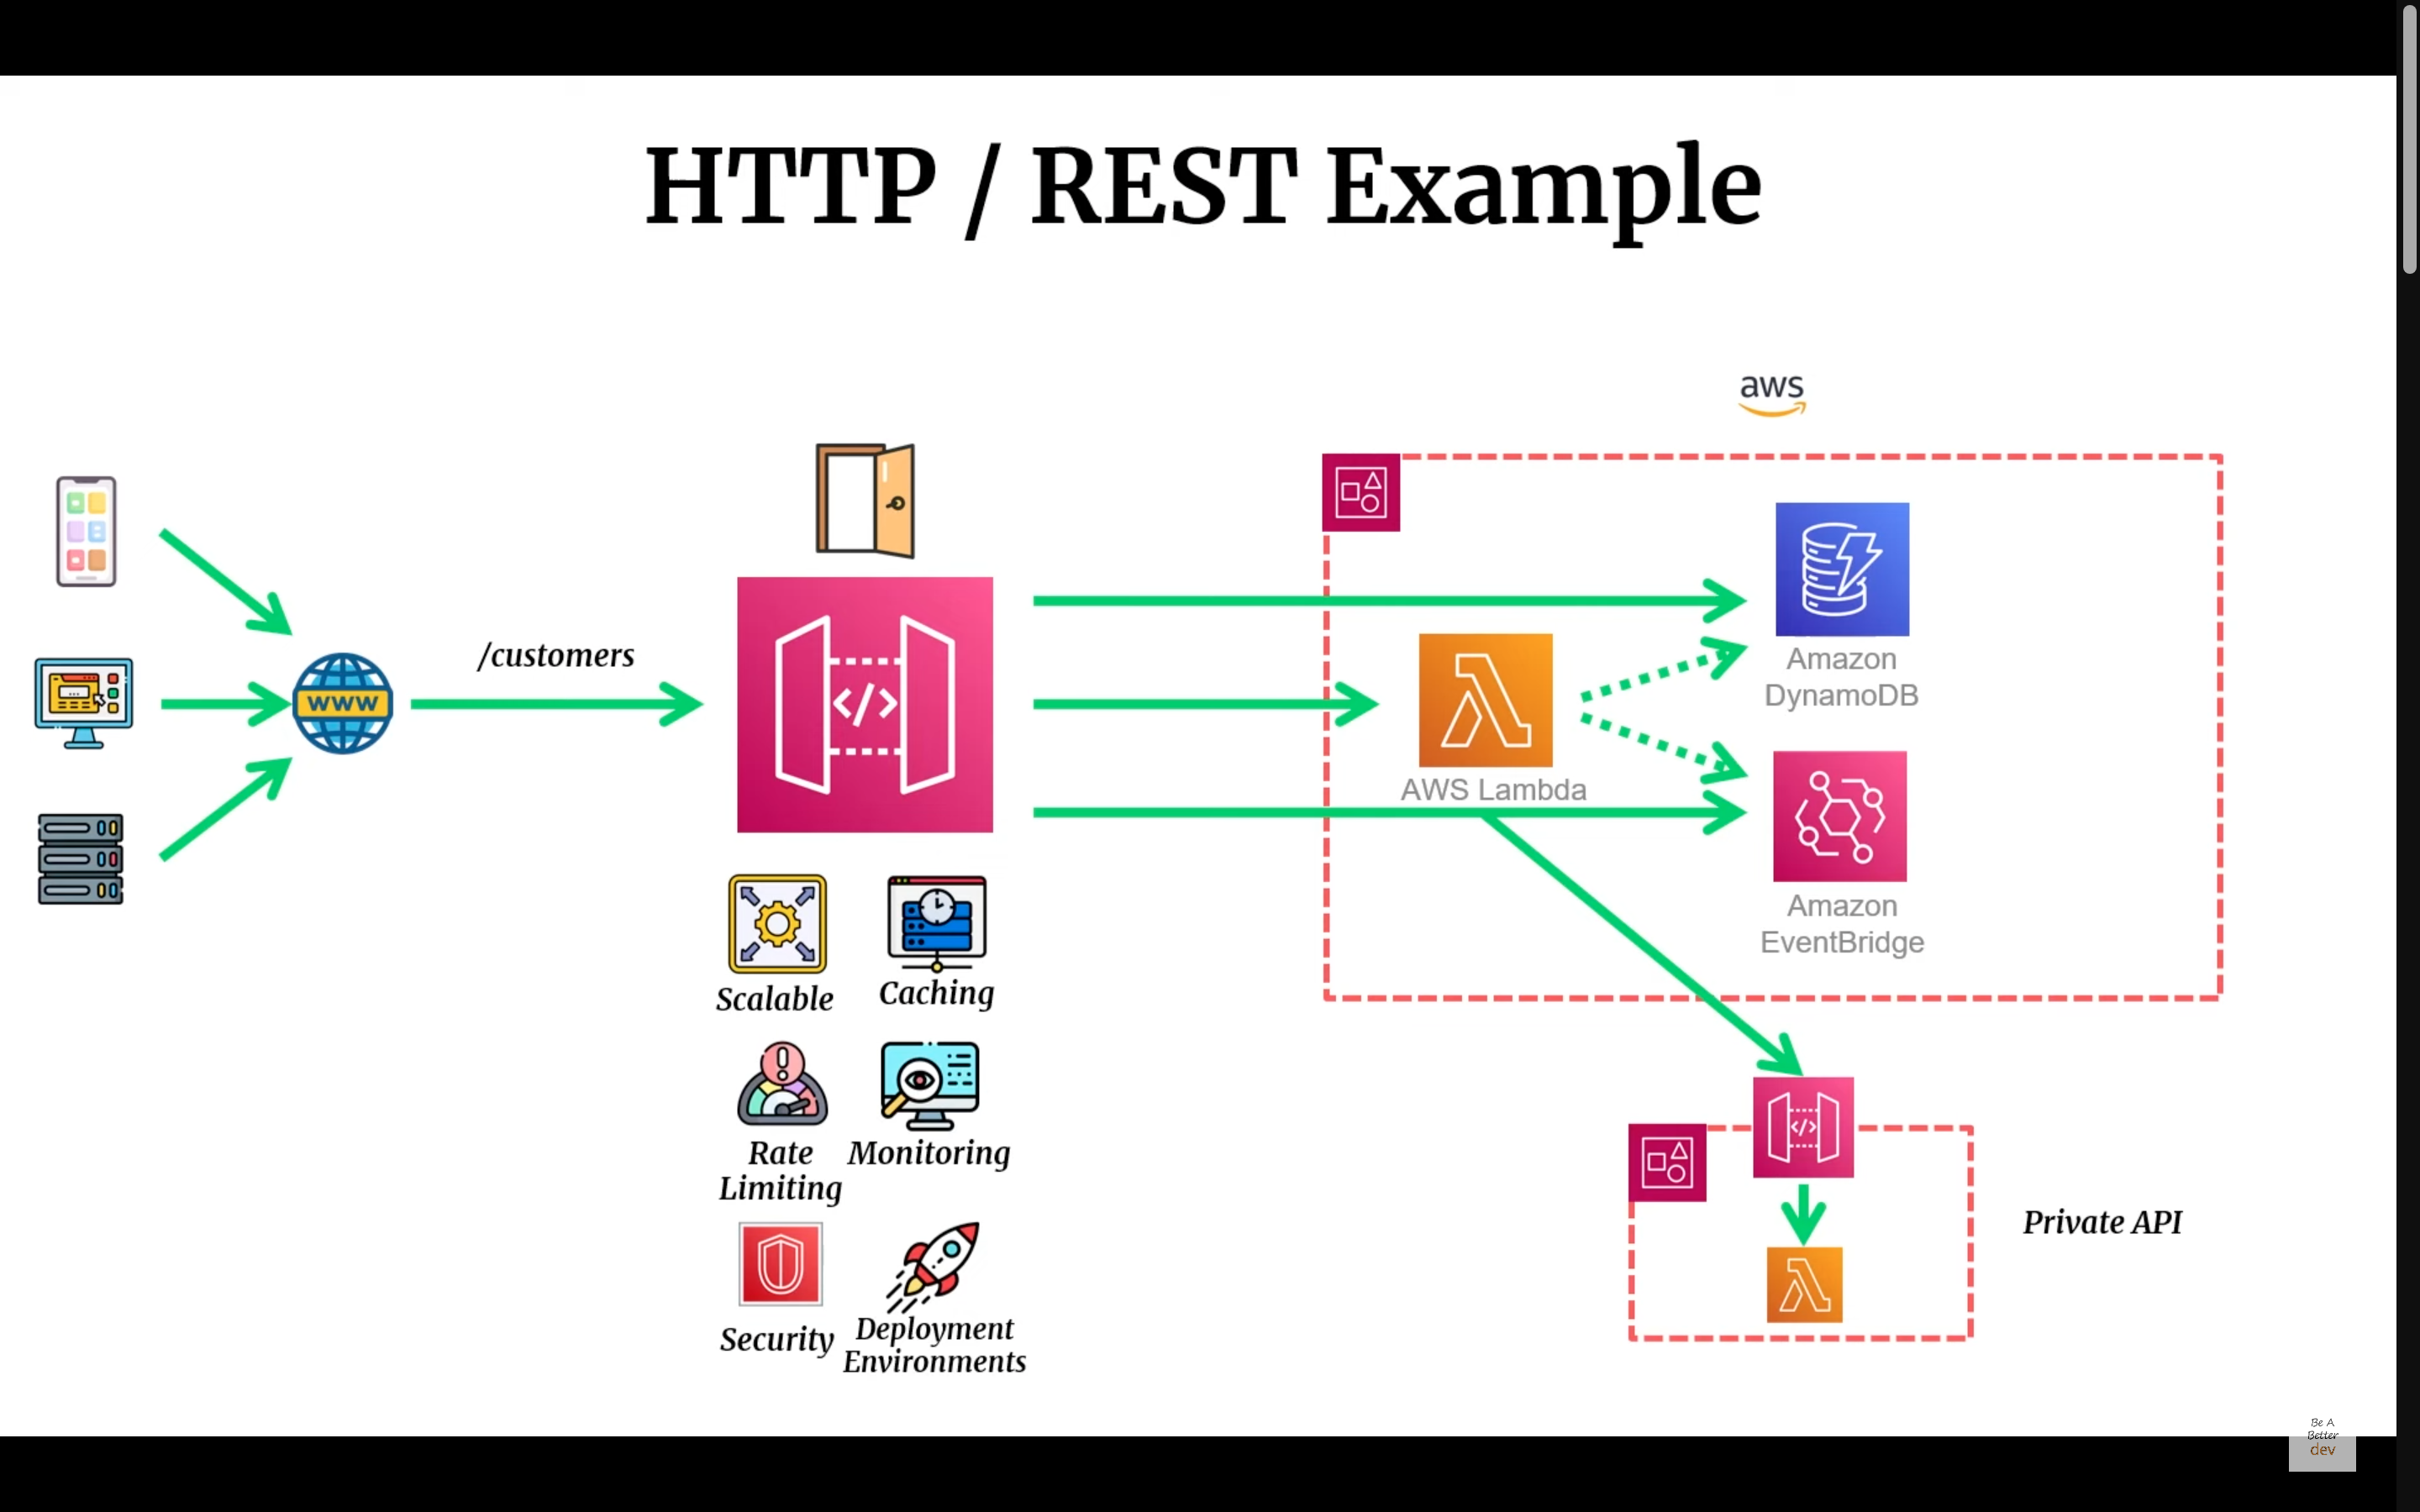 HTTP / REST Example
aws
/customers
www
</>
AWS Lambda
Amazon
DynamoDB
Amazon
EventBridge
Scalable
Caching
Rate
Limiting
Monitoring
Security
Deployment
Environments
</>
Private API
Be A
Better
dev